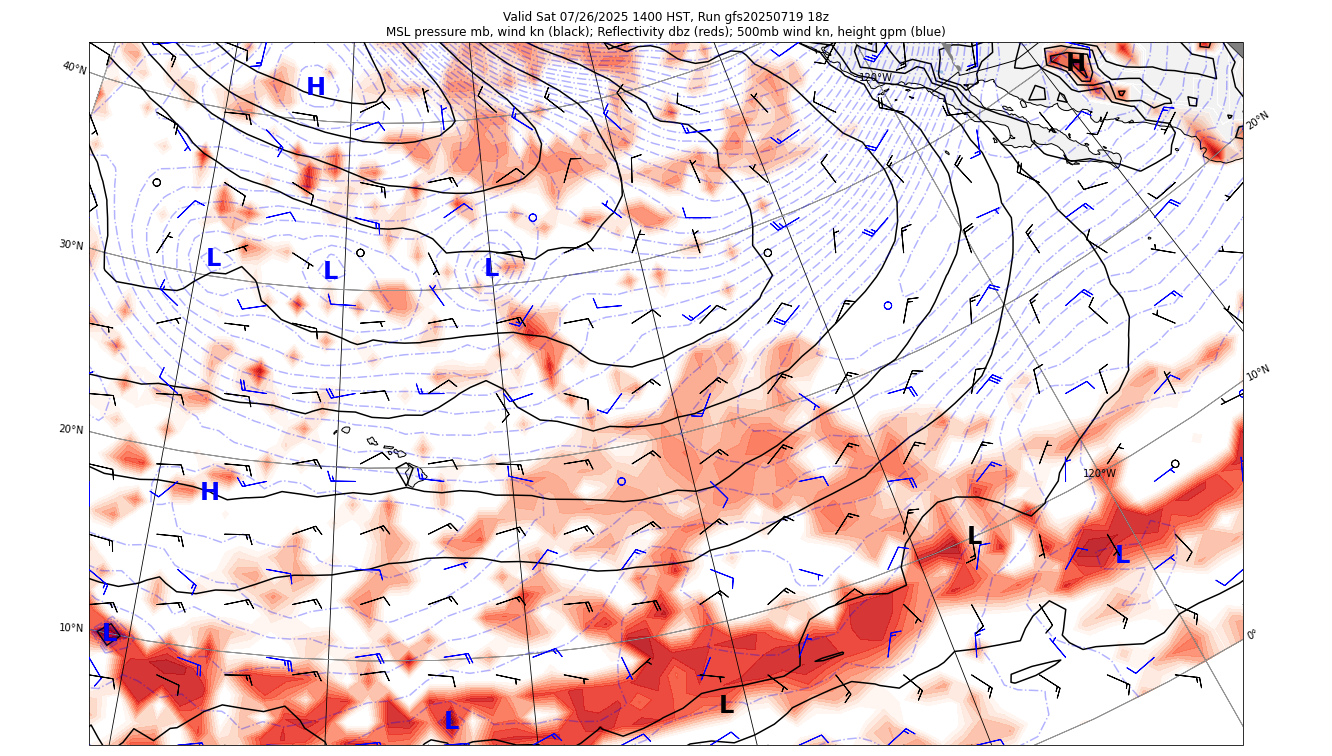 Valid Sat 07/26/2025 1400 HST, Run gfs20250719 18z
MSL pressure mb, wind kn (black); Reflectivity dbz (reds); 500mb wind kn, height gpm (blue)
40°N
H
120°W
H
20°N
30°N
L
L
L
10°N
20°N
H
120°W
L
L
10°N
L
0°
L
L